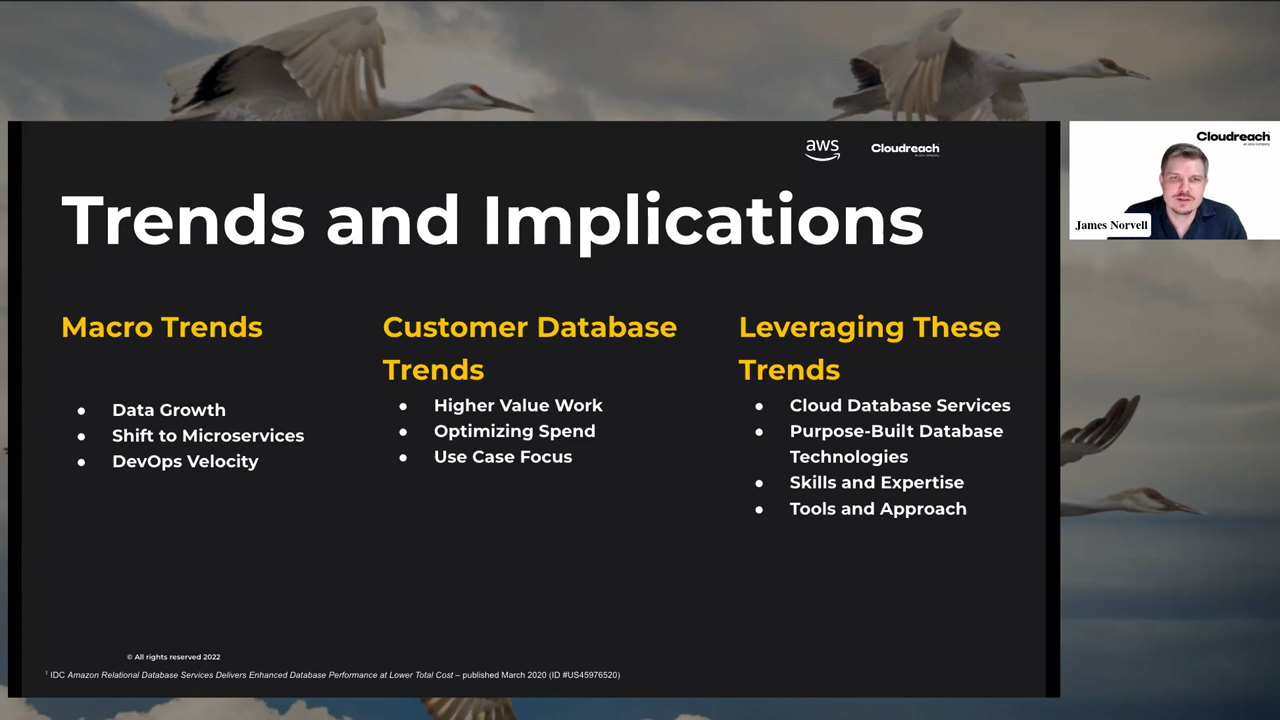 aws
Cloudreach
Trends and Implications
Macro Trends
● Data Growth
● Shift to Microservices
● DevOps Velocity
Customer Database
Trends
● Higher Value Work
● Optimizing Spend
● Use Case Focus
Leveraging These
Trends
● Cloud Database Services
● Purpose-Built Database
Technologies
● Skills and Expertise
● Tools and Approach
© All rights reserved 2022
¹ IDC Amazon Relational Database Services Delivers Enhanced Database Performance at Lower Total Cost – published March 2020 (ID #US45976520)
Cloudreach
James Norvell